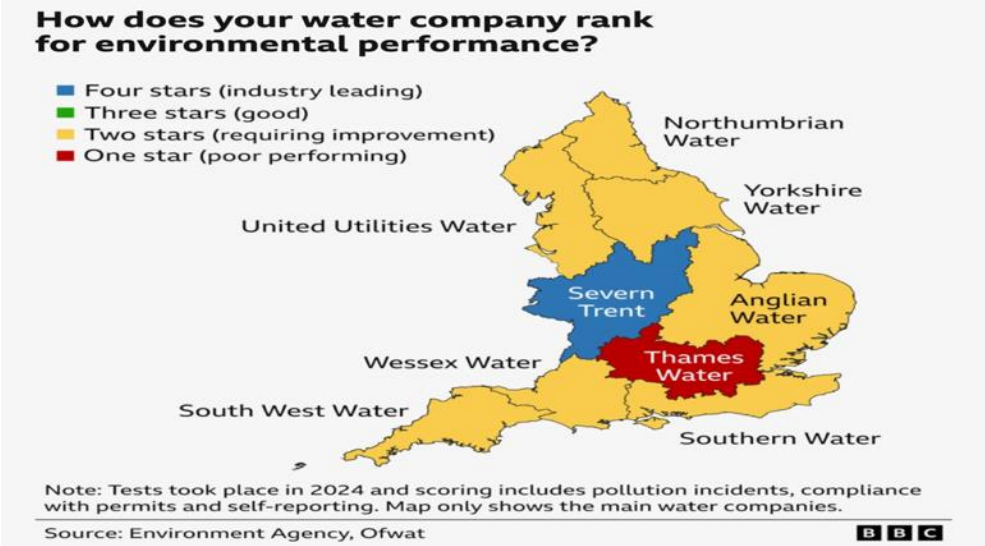 How does your water company rank
for environmental performance?
Four stars (industry leading)
Three stars (good)
Two stars (requiring improvement)
One star (poor performing)
Northumbrian
Water
Yorkshire
Water
United Utilities Water
Severn
Trent
Anglian
Water
Wessex Water
Thames
Water
South West Water
Southern Water
Note: Tests took place in 2024 and scoring includes pollution incidents, compliance
with permits and self-reporting. Map only shows the main water companies.
Source: Environment Agency, Ofwat
BBC